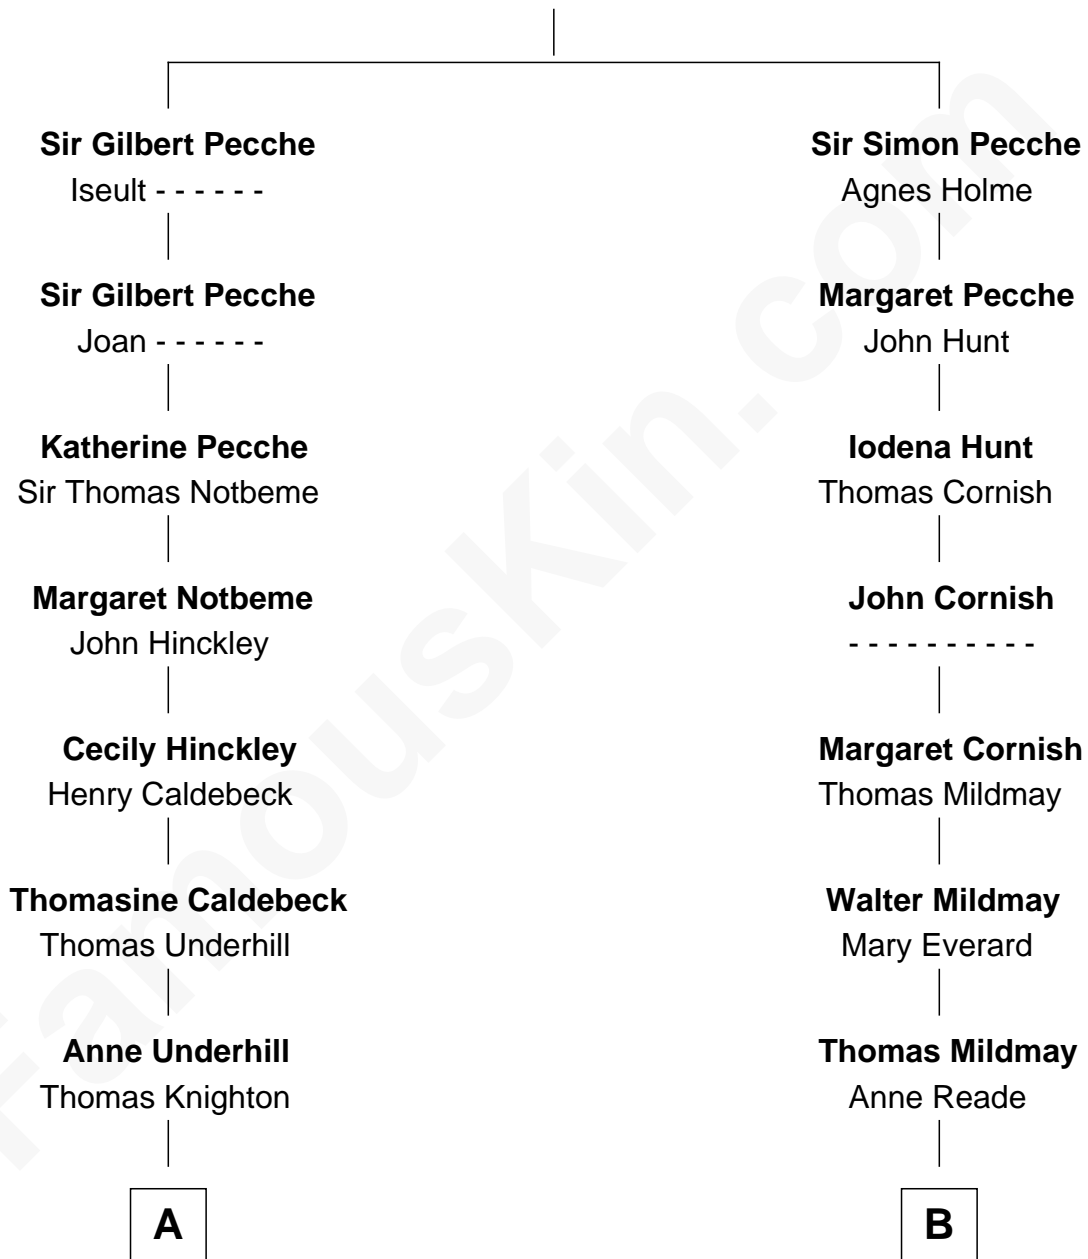 Sir Gilbert Pecche
Iseult - - - - - -
Sir Gilbert Pecche
Joan - - - - - -
Katherine Pecche
Sir Thomas Notbeme
Margaret Notbeme
John Hinckley
Cecily Hinckley
Henry Caldebeck
Thomasine Caldebeck
Thomas Underhill
Anne Underhill
Thomas Knighton
A
Sir Simon Pecche
Agnes Holme
Margaret Pecche
John Hunt
Iodena Hunt
Thomas Cornish
John Cornish
- - - - - - - - - -
Margaret Cornish
Thomas Mildmay
Walter Mildmay
Mary Everard
Thomas Mildmay
Anne Reade
B
FamousKin.com